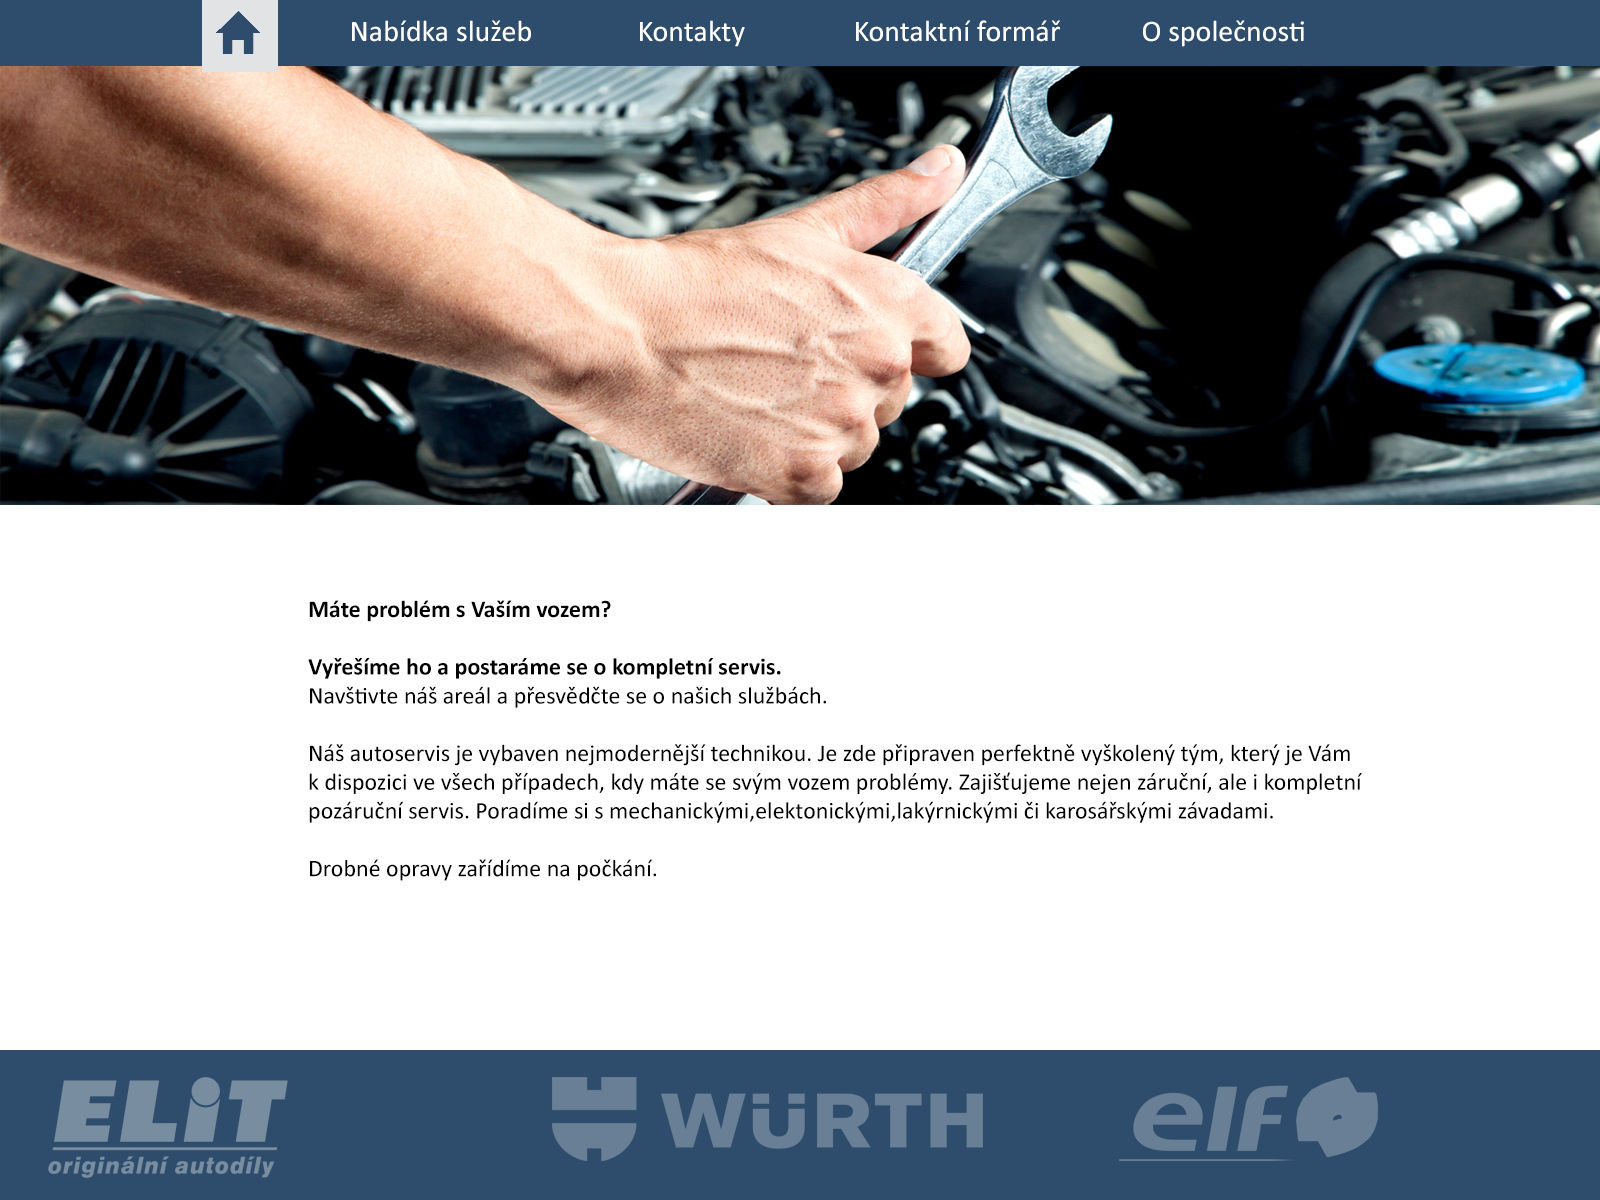 Nabídka služeb Kontakty Kontaktní formář O společnosti
Máte problém s Vaším vozem?
Vyřešíme ho a postaráme se o kompletní servis.
Navštivte náš areál a přesvědčte se o našich službách.
Náš autoservis je vybaven nejmodernější technikou. Je zde připraven perfektně vyškolený tým, který je Vám
k dispozici ve všech případech, kdy máte se svým vozem problémy. Zajišťujeme nejen záruční, ale i kompletní
pozáruční servis. Poradíme si s mechanickými,elektonickými,lakýrnickými či karosářskými závadami.
Drobné opravy zařídíme na počkání.
ELiT
originální autodíly
WÜRTH
elf